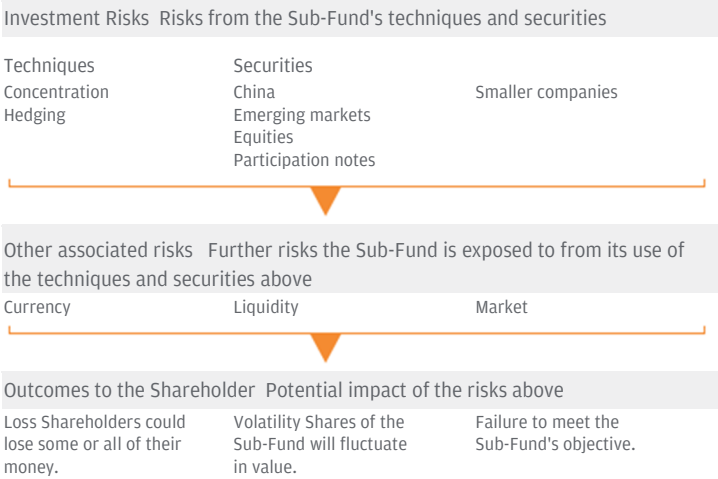 Investment Risks Risks from the Sub-Fund's techniques and securities
Techniques
Concentration
Hedging
Securities
China
Emerging markets
Equities
Participation notes
Smaller companies
Other associated risks Further risks the Sub-Fund is exposed to from its use of
the techniques and securities above
Currency
Liquidity
Market
Outcomes to the Shareholder Potential impact of the risks above
Loss Shareholders could
lose some or all of their
money.
Volatility Shares of the
Sub-Fund will fluctuate
in value.
Failure to meet the
Sub-Fund's objective.